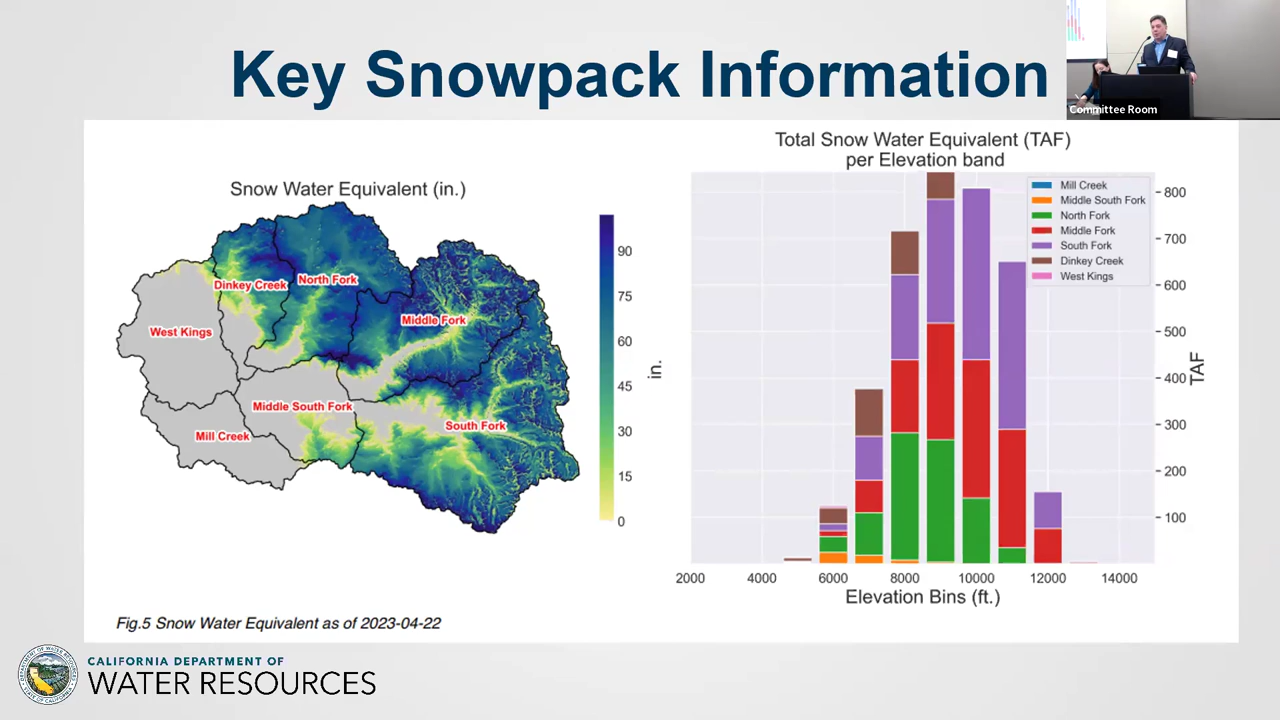 Key Snowpack Information
Committee Room
Snow Water Equivalent (in.)
Dinkey Creek
North Fork
West Kings
Middle Fork
Middle South Fork
Mill Creek
South Fork
90
75
60
45
30
15
0
in.
Total Snow Water Equivalent (TAF)
per Elevation band
Mill Creek
Middle South Fork
North Fork
Middle Fork
South Fork
Dinkey Creek
West Kings
800
700
600
500
400
300
200
100
TAF
2000 4000 6000 8000 10000 12000 14000
Elevation Bins (ft.)
Fig.5 Snow Water Equivalent as of 2023-04-22
CALIFORNIA DEPARTMENT OF
WATER RESOURCES